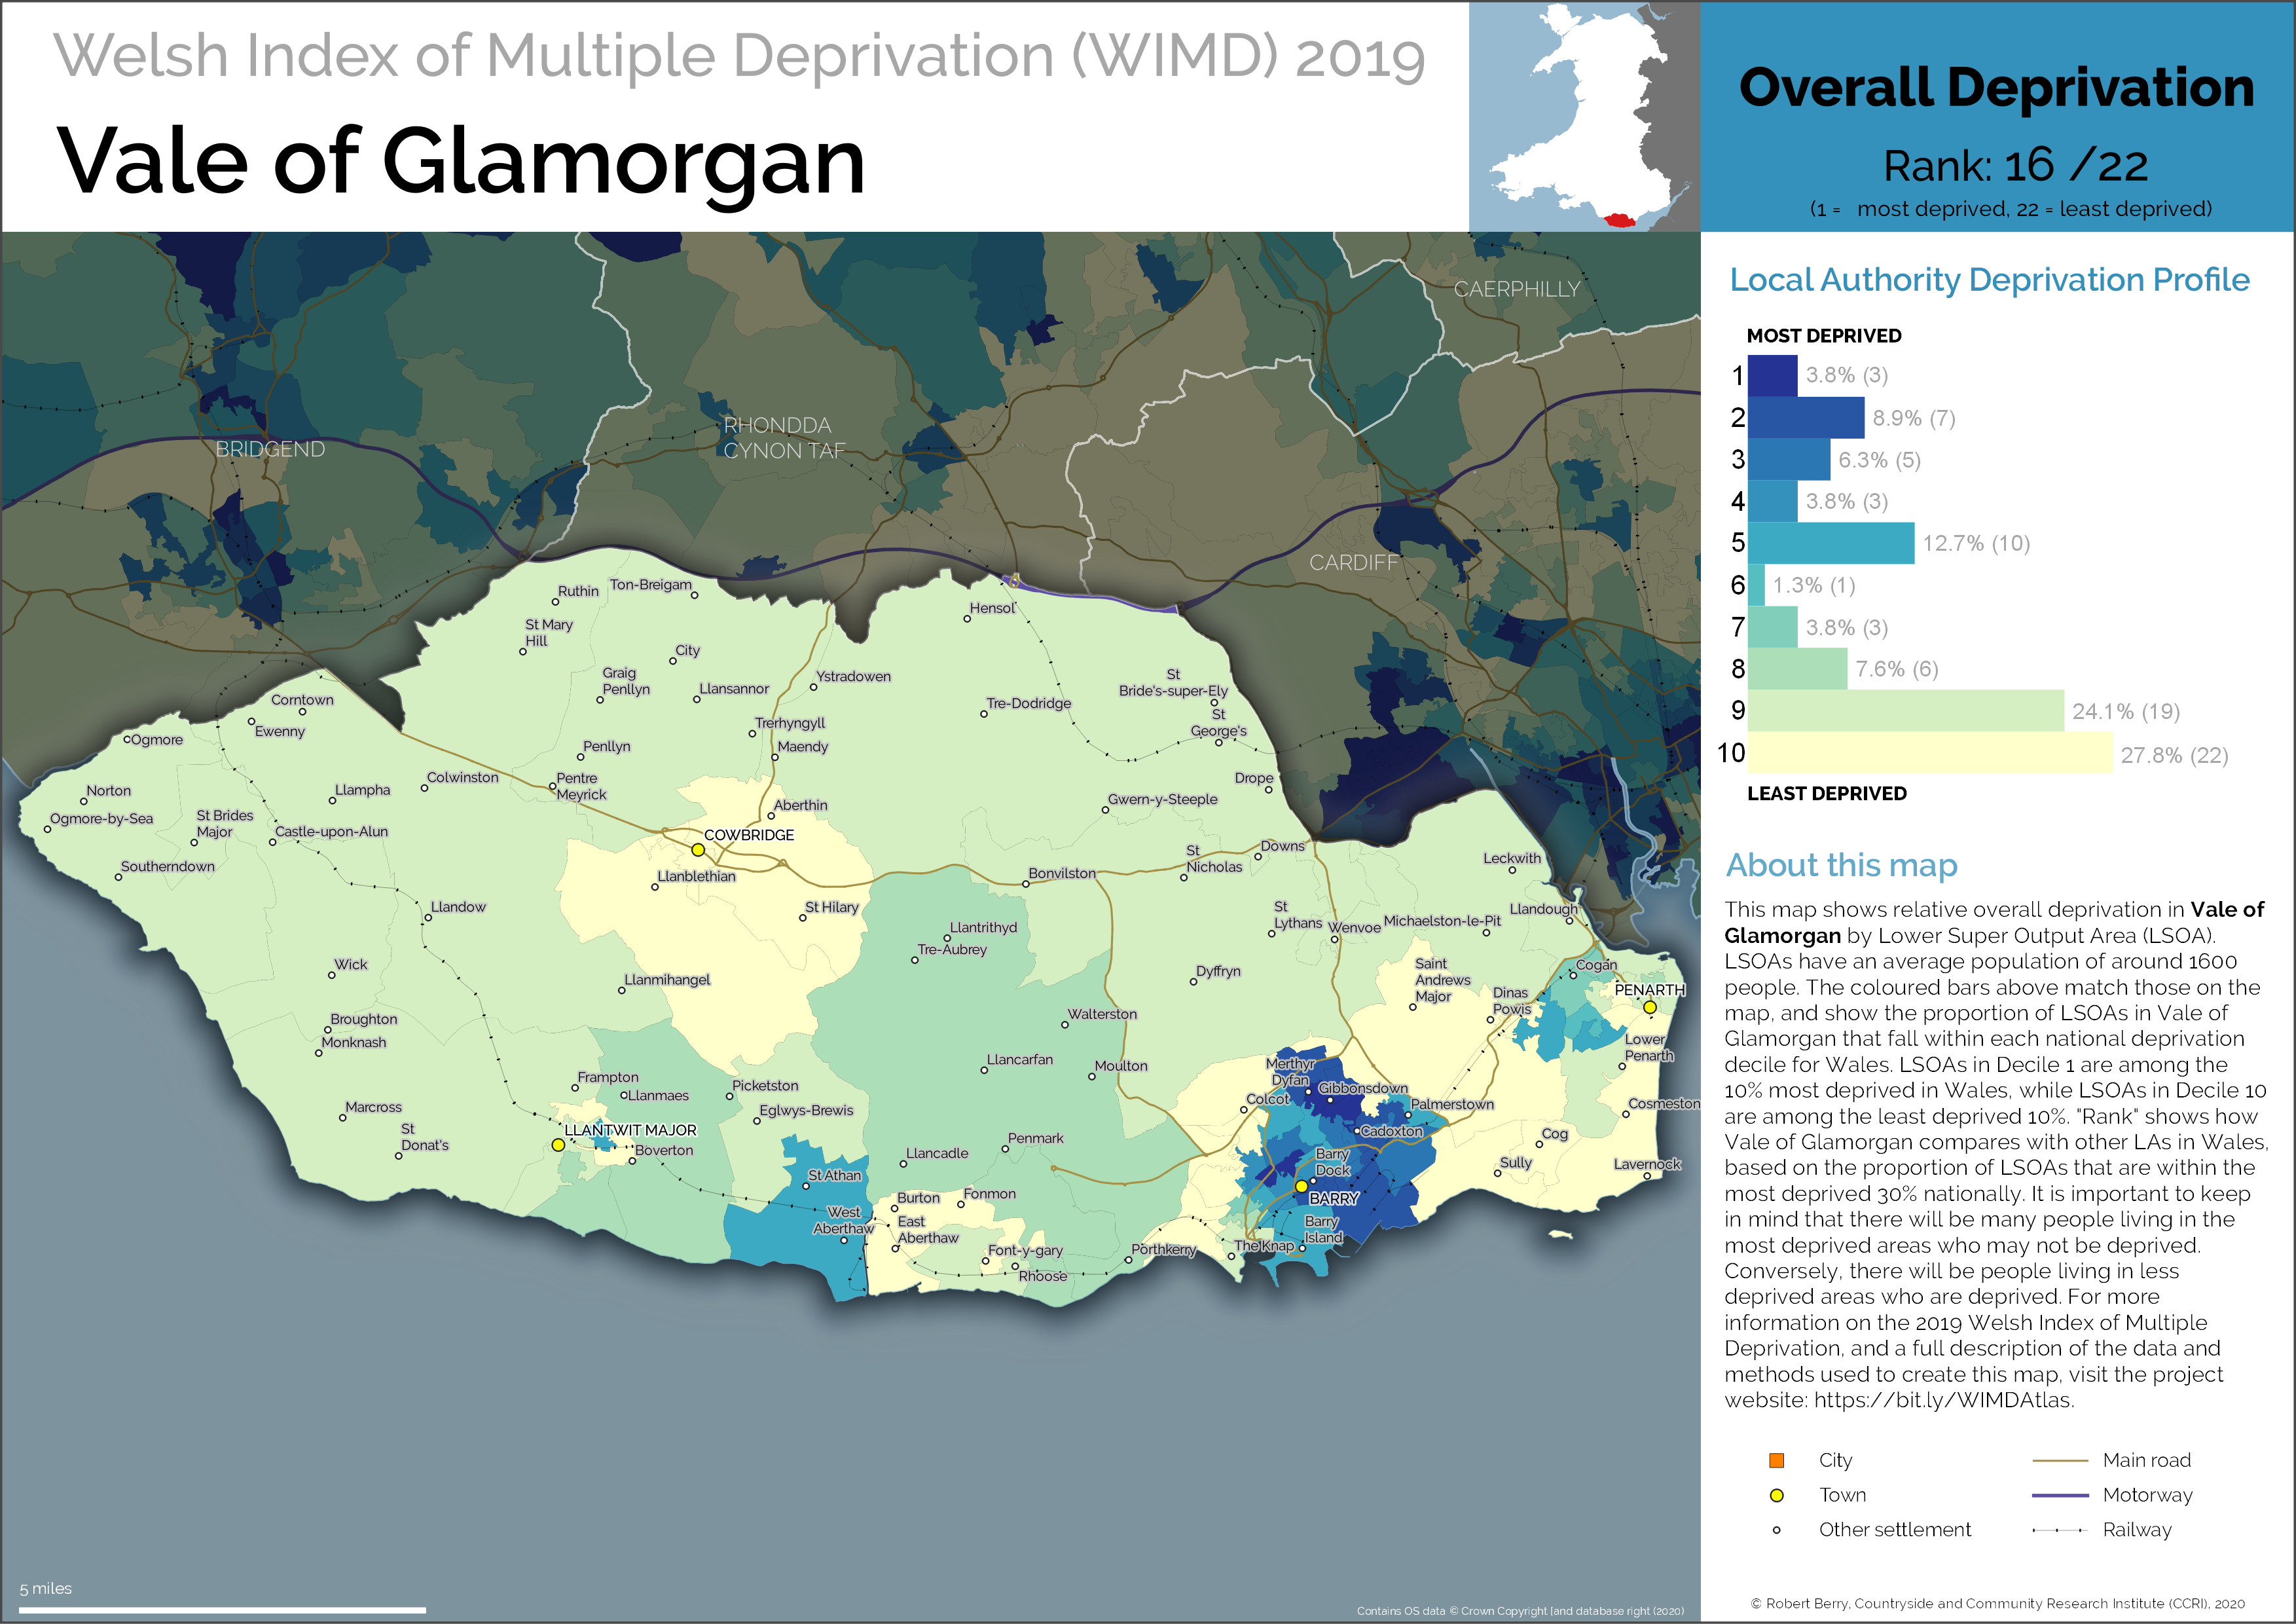 Welsh Index of Multiple Deprivation (WIMD) 2019
Vale of Glamorgan
Overall Deprivation
Rank: 16 /22
(1 = most deprived, 22 = least deprived)
Local Authority Deprivation Profile
MOST DEPRIVED
1 3.8% (3)
2 8.9% (7)
3 6.3% (5)
4 3.8% (3)
5 12.7% (10)
6 1.3% (1)
7 3.8% (3)
8 7.6% (6)
9 24.1% (19)
10 27.8% (22)
LEAST DEPRIVED
About this map
This map shows relative overall deprivation in Vale of
Glamorgan by Lower Super Output Area (LSOA).
LSOAs have an average population of around 1600
people. The coloured bars above match those on the
map, and show the proportion of LSOAs in Vale of
Glamorgan that fall within each national deprivation
decile for Wales. LSOAs in Decile 1 are among the
10% most deprived in Wales, while LSOAs in Decile 10
are among the least deprived 10%. "Rank" shows how
Vale of Glamorgan compares with other LAs in Wales,
based on the proportion of LSOAs that are within the
most deprived 30% nationally. It is important to keep
in mind that there will be many people living in the
most deprived areas who may not be deprived.
Conversely, there will be people living in less
deprived areas who are deprived. For more
information on the 2019 Welsh Index of Multiple
Deprivation, and a full description of the data and
methods used to create this map, visit the project
website: https://bit.ly/WIMDAtlas.
City
Town
Other settlement
Main road
Motorway
Railway
© Robert Berry, Countryside and Community Research Institute (CCRI), 2020
CAERPHILLY
RHONDDA
CYNON TAF
BRIDGEND
CARDIFF
Ruthin
Ton-Breigam
Hensol
St Mary
Hill
City
Graig
Penllyn
Llansannor
Ystradowen
St
Bride's-super-Ely
Corntown
Tre-Dodridge
Ewenny
Trerhyngyll
St
George's
Ogmore
Penllyn
Maendy
Norton
Llampha
Colwinston
Pentre
Meyrick
Drope
Aberthin
Gwern-y-Steeple
Ogmore-by-Sea
St Brides
Major
Castle-upon-Alun
COWBRIDGE
Downs
Southerndown
Llanblethian
Bonvilston
St
Nicholas
Leckwith
Llandow
St Hilary
Llantrithyd
St
Lythans
Wenvoe
Michaelston-le-Pit
Llandough
Tre-Aubrey
Wick
Llanmihangel
Dyffryn
Saint
Andrews
Major
Cogan
PENARTH
Dinas
Powis
Broughton
Walterston
Monknash
Lower
Penarth
Llancarfan
Moulton
Merthyr
Dyfan
Gibbonsdown
Frampton
Llanmaes
Picketston
Colcot
Palmerstown
Cosmeston
Marcross
Eglwys-Brewis
St
Donat's
LLANTWIT MAJOR
Cadoxton
Cog
Boverton
Penmark
Llancadle
Barry
Dock
Sully
Lavernock
St Athan
BARRY
Burton
Fonmon
West
Aberthaw
East
Aberthaw
Barry
Island
Font-y-gary
Porthkerry
The Knap
Rhoose
5 miles
Contains OS data © Crown Copyright [and database right (2020)